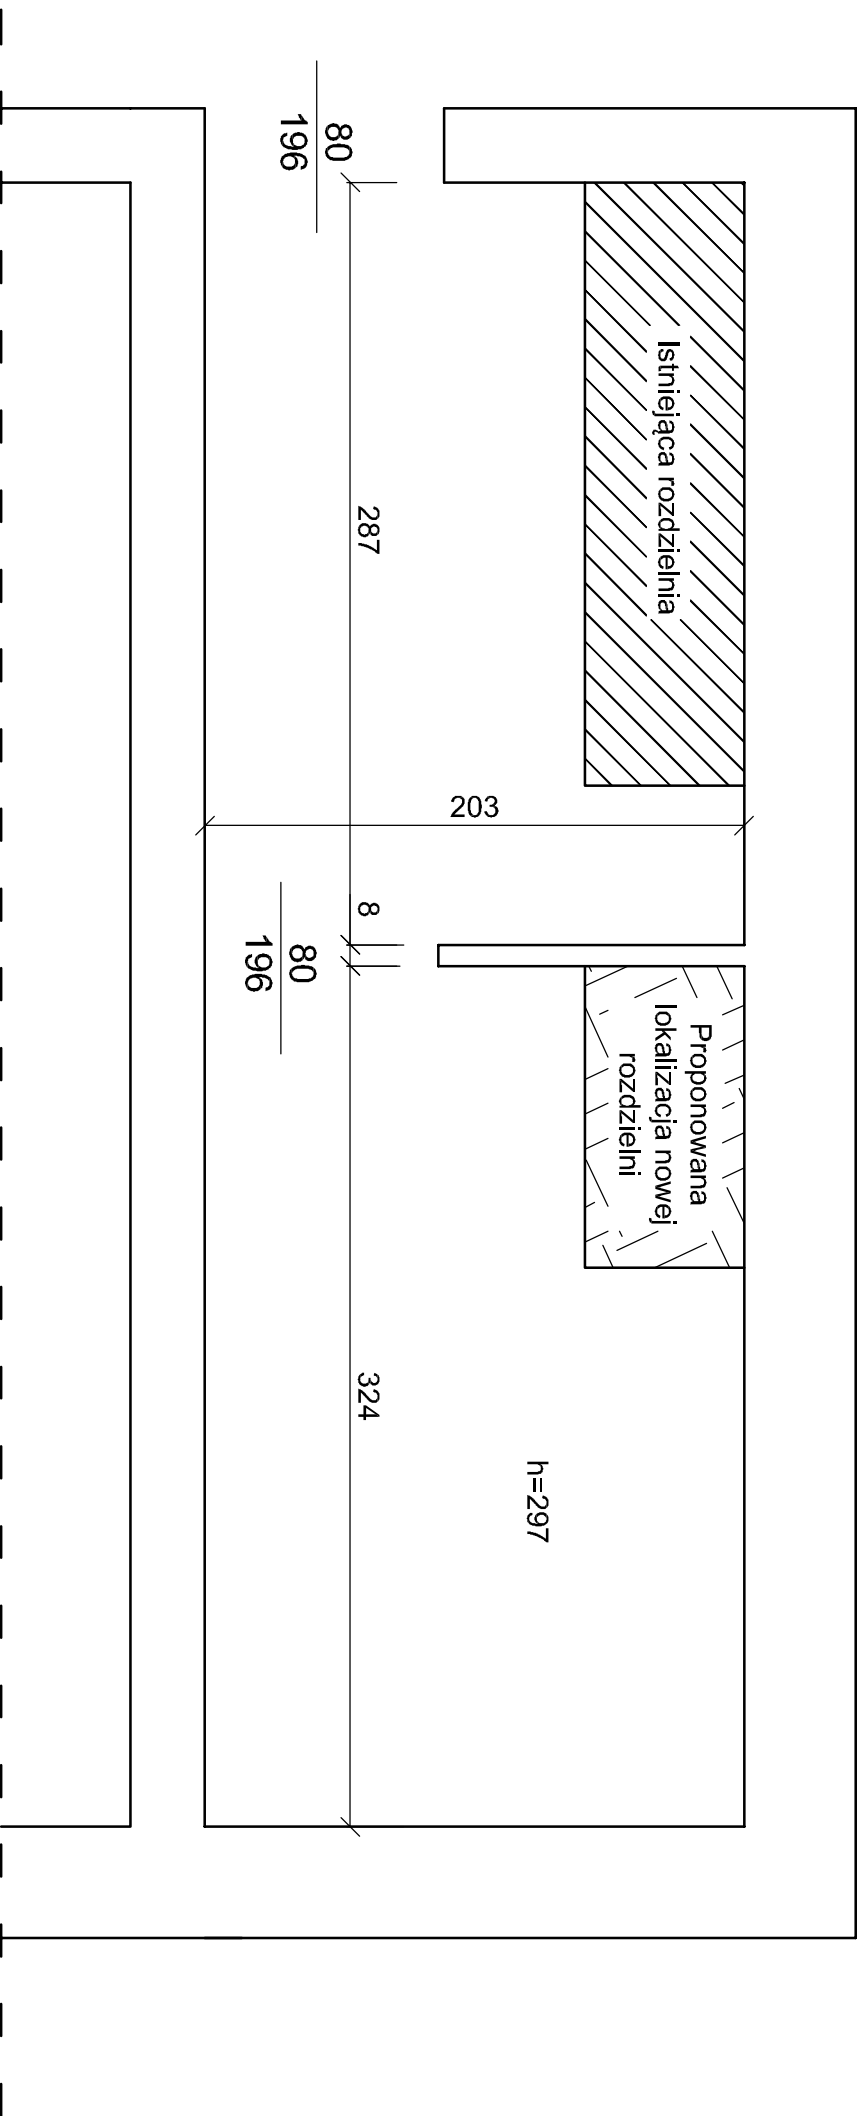 80
196
Istniejąca rozdzielnia
287
203
8
80
196
Proponowana
lokalizacja nowej
rozdzielni
324
h=297